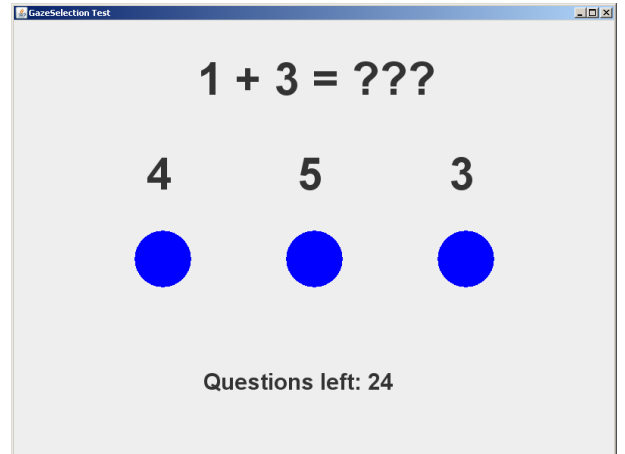 GazeSelection Test
1 + 3 = ???
4 5 3
Questions left: 24